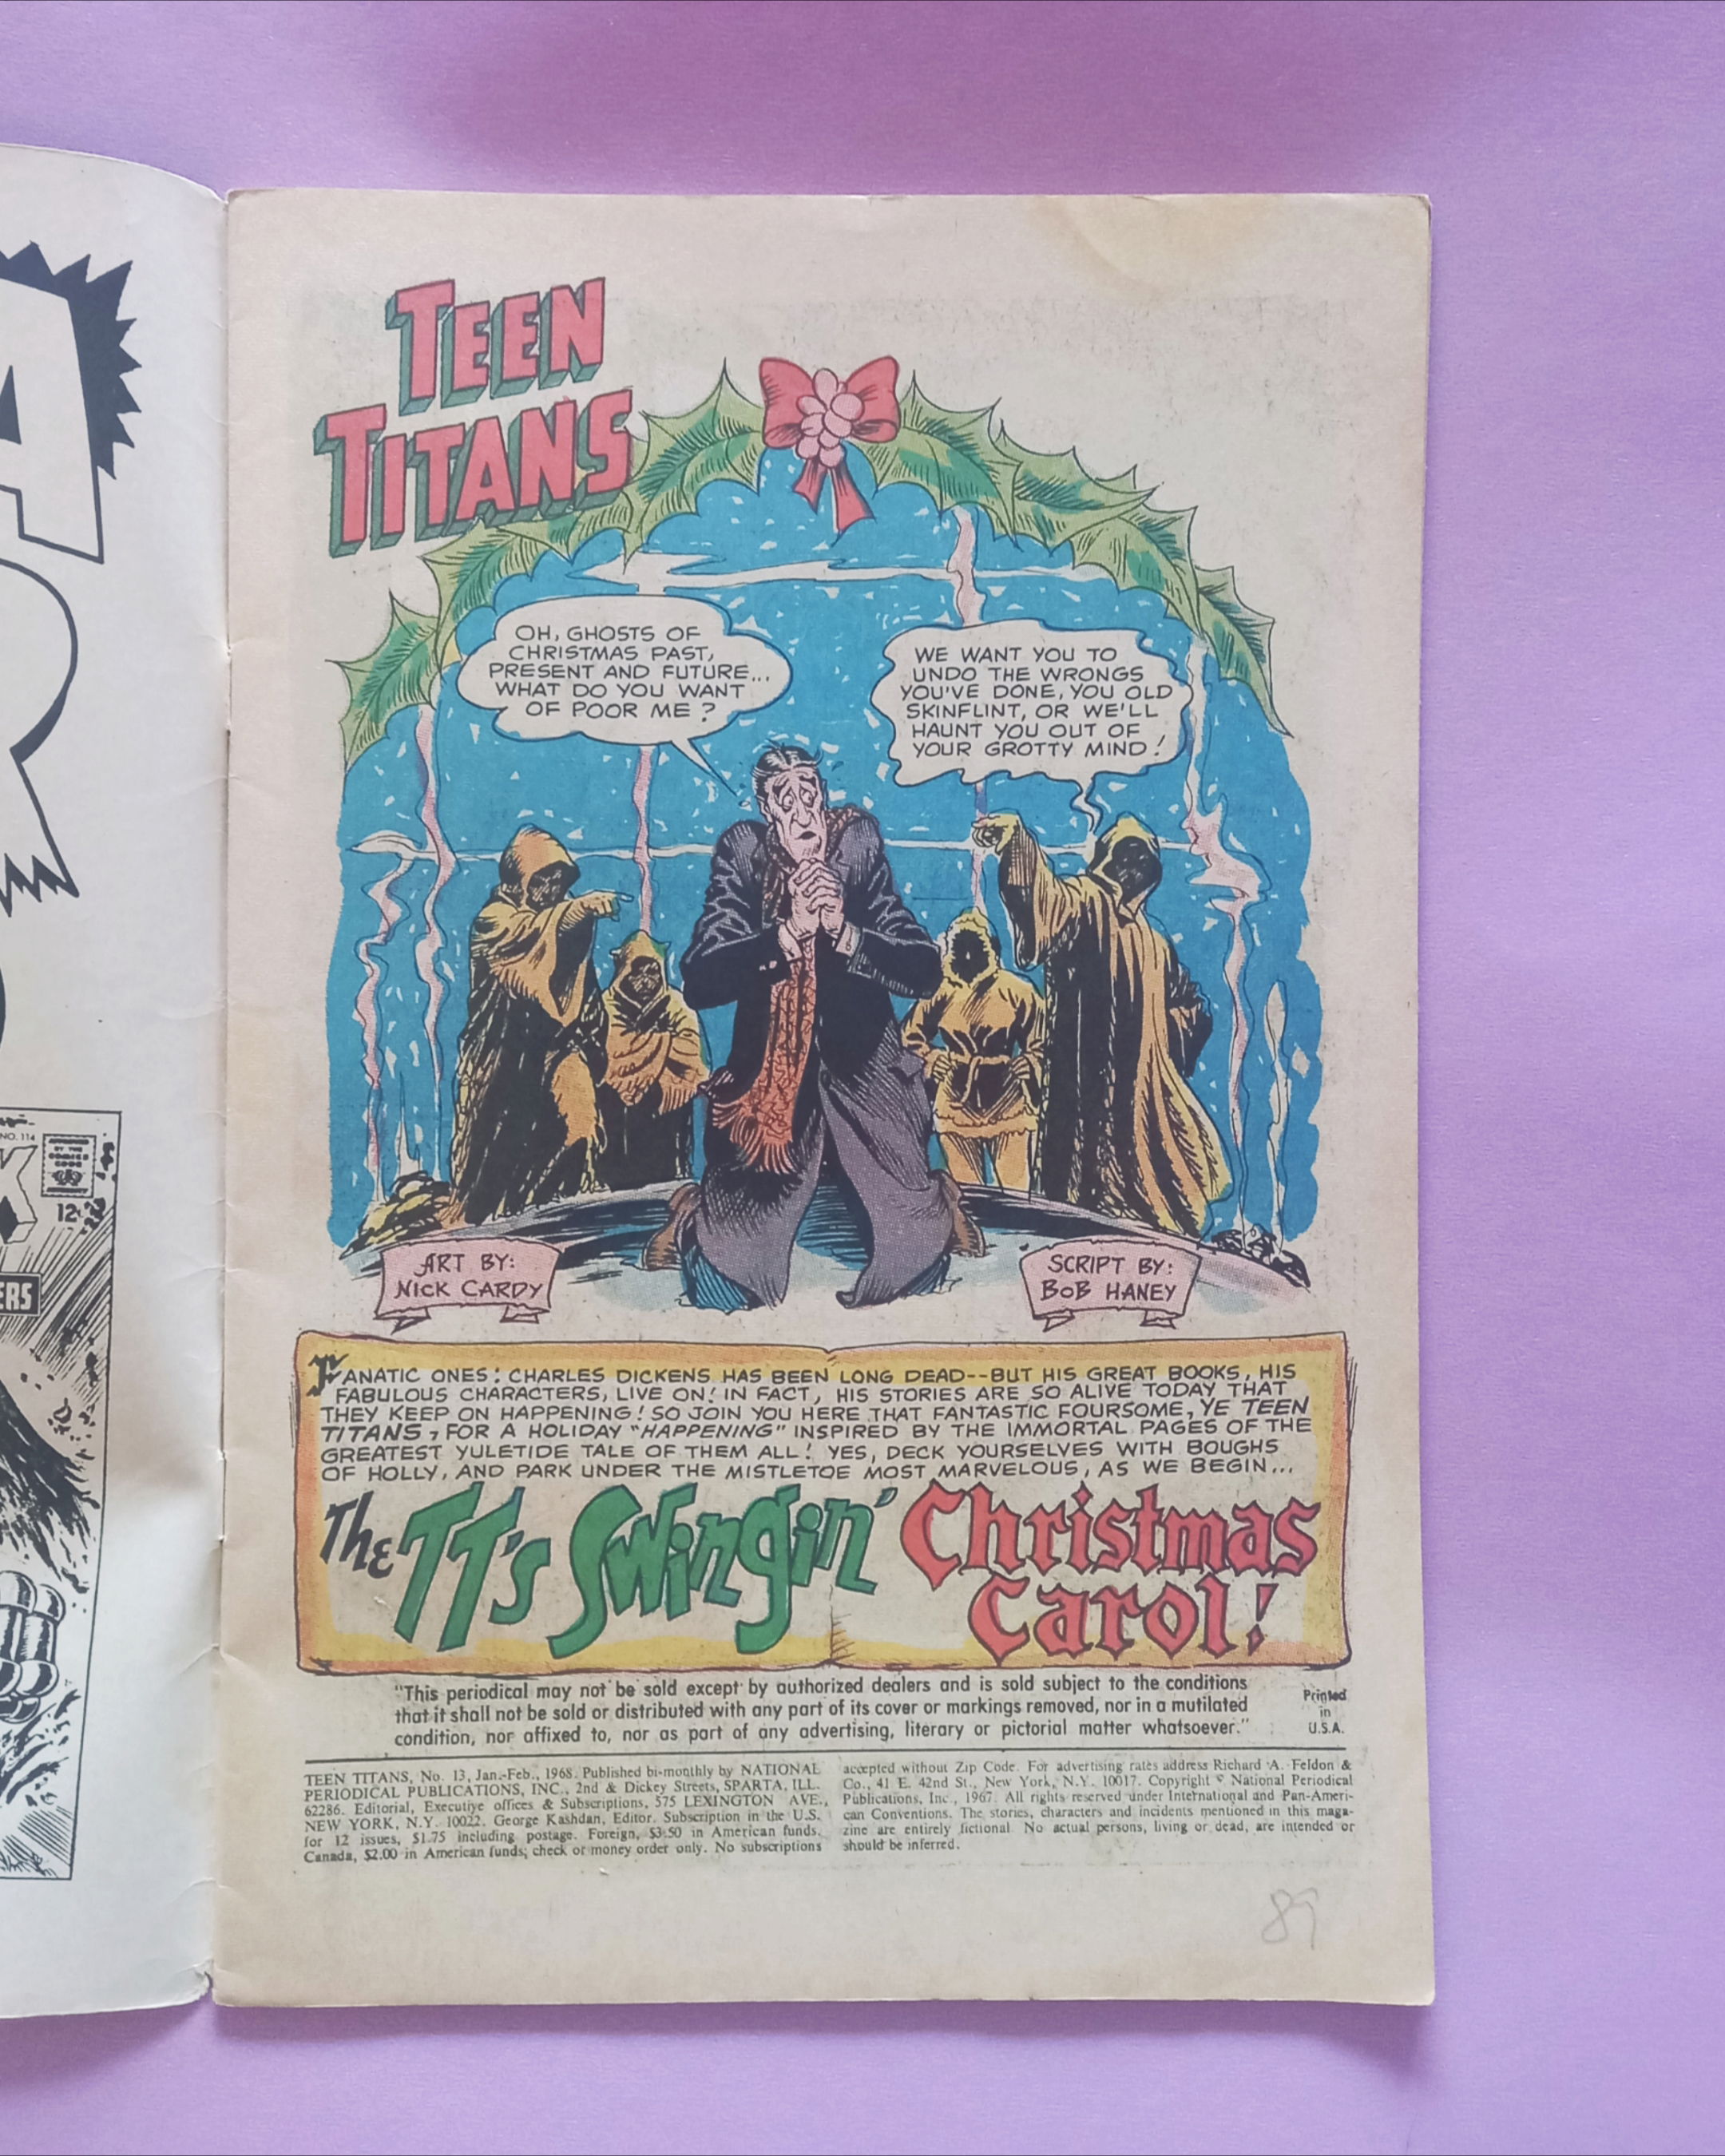 A
R
NO. 114
K
APPROVED
BY THE
COMICS
CODE
12¢
ERS
TEEN
TITANS
OH, GHOSTS OF
CHRISTMAS PAST,
PRESENT AND FUTURE...
WHAT DO YOU WANT
OF POOR ME?
WE WANT YOU TO
UNDO THE WRONGS
YOU'VE DONE, YOU OLD
SKINFLINT, OR WE'LL
HAUNT YOU OUT OF
YOUR GROTTY MIND!
ART BY:
NICK CARDY
SCRIPT BY:
BOB HANEY
FANATIC ONES: CHARLES DICKENS HAS BEEN LONG DEAD--BUT HIS GREAT BOOKS, HIS
FABULOUS CHARACTERS, LIVE ON! IN FACT, HIS STORIES ARE SO ALIVE TODAY THAT
THEY KEEP ON HAPPENING! SO JOIN YOU HERE THAT FANTASTIC FOURSOME, YE TEEN
TITANS, FOR A HOLIDAY "HAPPENING" INSPIRED BY THE IMMORTAL PAGES OF THE
GREATEST YULETIDE TALE OF THEM ALL! YES, DECK YOURSELVES WITH BOUGHS
OF HOLLY, AND PARK UNDER THE MISTLETOE MOST MARVELOUS, AS WE BEGIN...
The TT's Swingin' Christmas
Carol!
"This periodical may not be sold except by authorized dealers and is sold subject to the conditions
that it shall not be sold or distributed with any part of its cover or markings removed, nor in a mutilated
condition, nor affixed to, nor as part of any advertising, literary or pictorial matter whatsoever."
Printed
in
U.S.A.
TEEN TITANS, No. 13, Jan.-Feb., 1968. Published bi-monthly by NATIONAL
PERIODICAL PUBLICATIONS, INC., 2nd & Dickey Streets, SPARTA, ILL.
62286. Editorial, Executive offices & Subscriptions, 575 LEXINGTON AVE.,
NEW YORK, N.Y. 10022. George Kashdan, Editor. Subscription in the U.S.
for 12 issues, $1.75 including postage. Foreign, $3.50 in American funds.
Canada, $2.00 in American funds; check or money order only. No subscriptions
accepted without Zip Code. For advertising rates address Richard A. Feldon &
Co., 41 E. 42nd St., New York, N.Y. 10017. Copyright © National Periodical
Publications, Inc., 1967. All rights reserved under International and Pan-Ameri-
can Conventions. The stories, characters and incidents mentioned in this maga-
zine are entirely fictional. No actual persons, living or dead, are intended or
should be inferred.
89